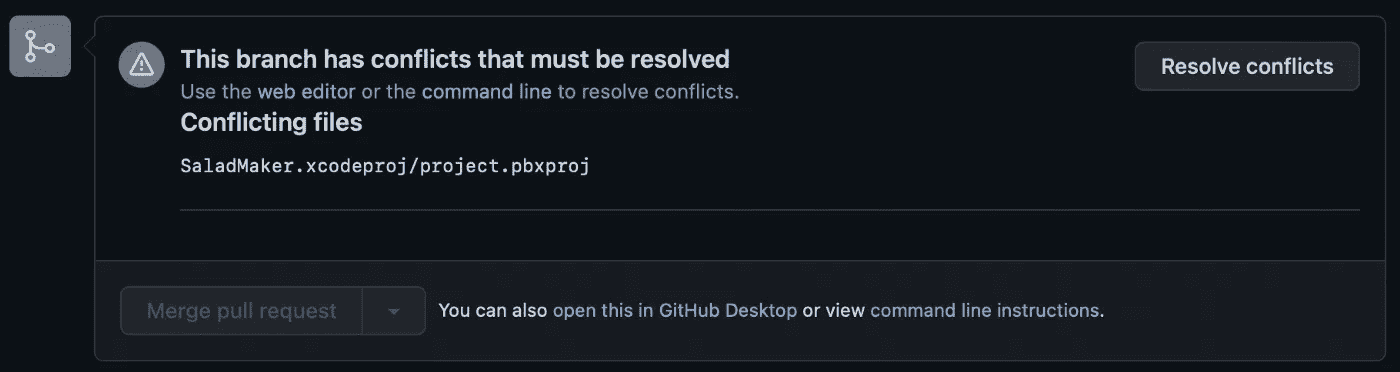 This branch has conflicts that must be resolved
Resolve conflicts
Use the web editor or the command line to resolve conflicts.
Conflicting files
SaladMaker.xcodeproj/project.pbxproj
Merge pull request
You can also open this in GitHub Desktop or view command line instructions.